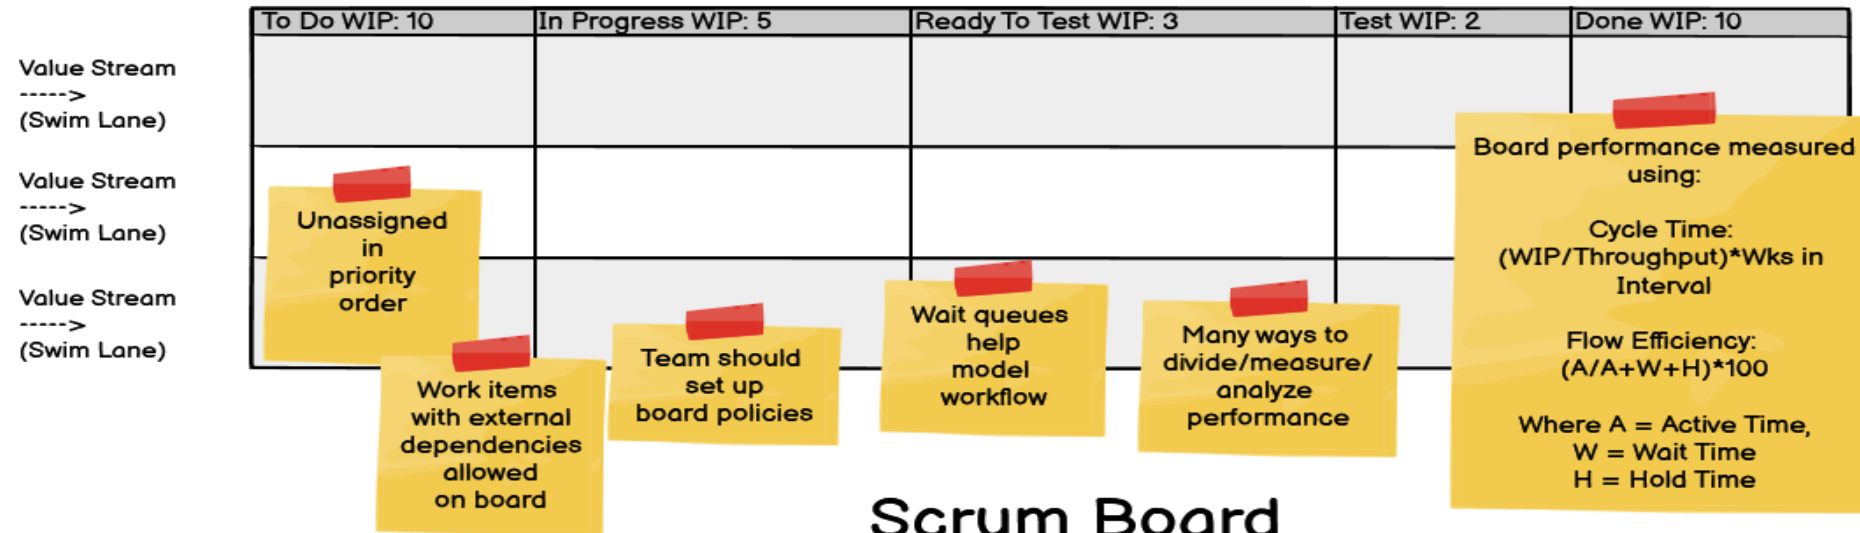 To Do WIP: 10
In Progress WIP: 5
Ready To Test WIP: 3
Test WIP: 2
Done WIP: 10
Value Stream
----->
(Swim Lane)
Value Stream
----->
(Swim Lane)
Value Stream
----->
(Swim Lane)
Unassigned
in
priority
order
Work items
with external
dependencies
allowed
on board
Team should
set up
board policies
Wait queues
help
model
workflow
Many ways to
divide/measure/
analyze
performance
Board performance measured
using:
Cycle Time:
(WIP/Throughput)*Wks in
Interval
Flow Efficiency:
(A/A+W+H)*100
Where A = Active Time,
W = Wait Time
H = Hold Time
Scrum Board